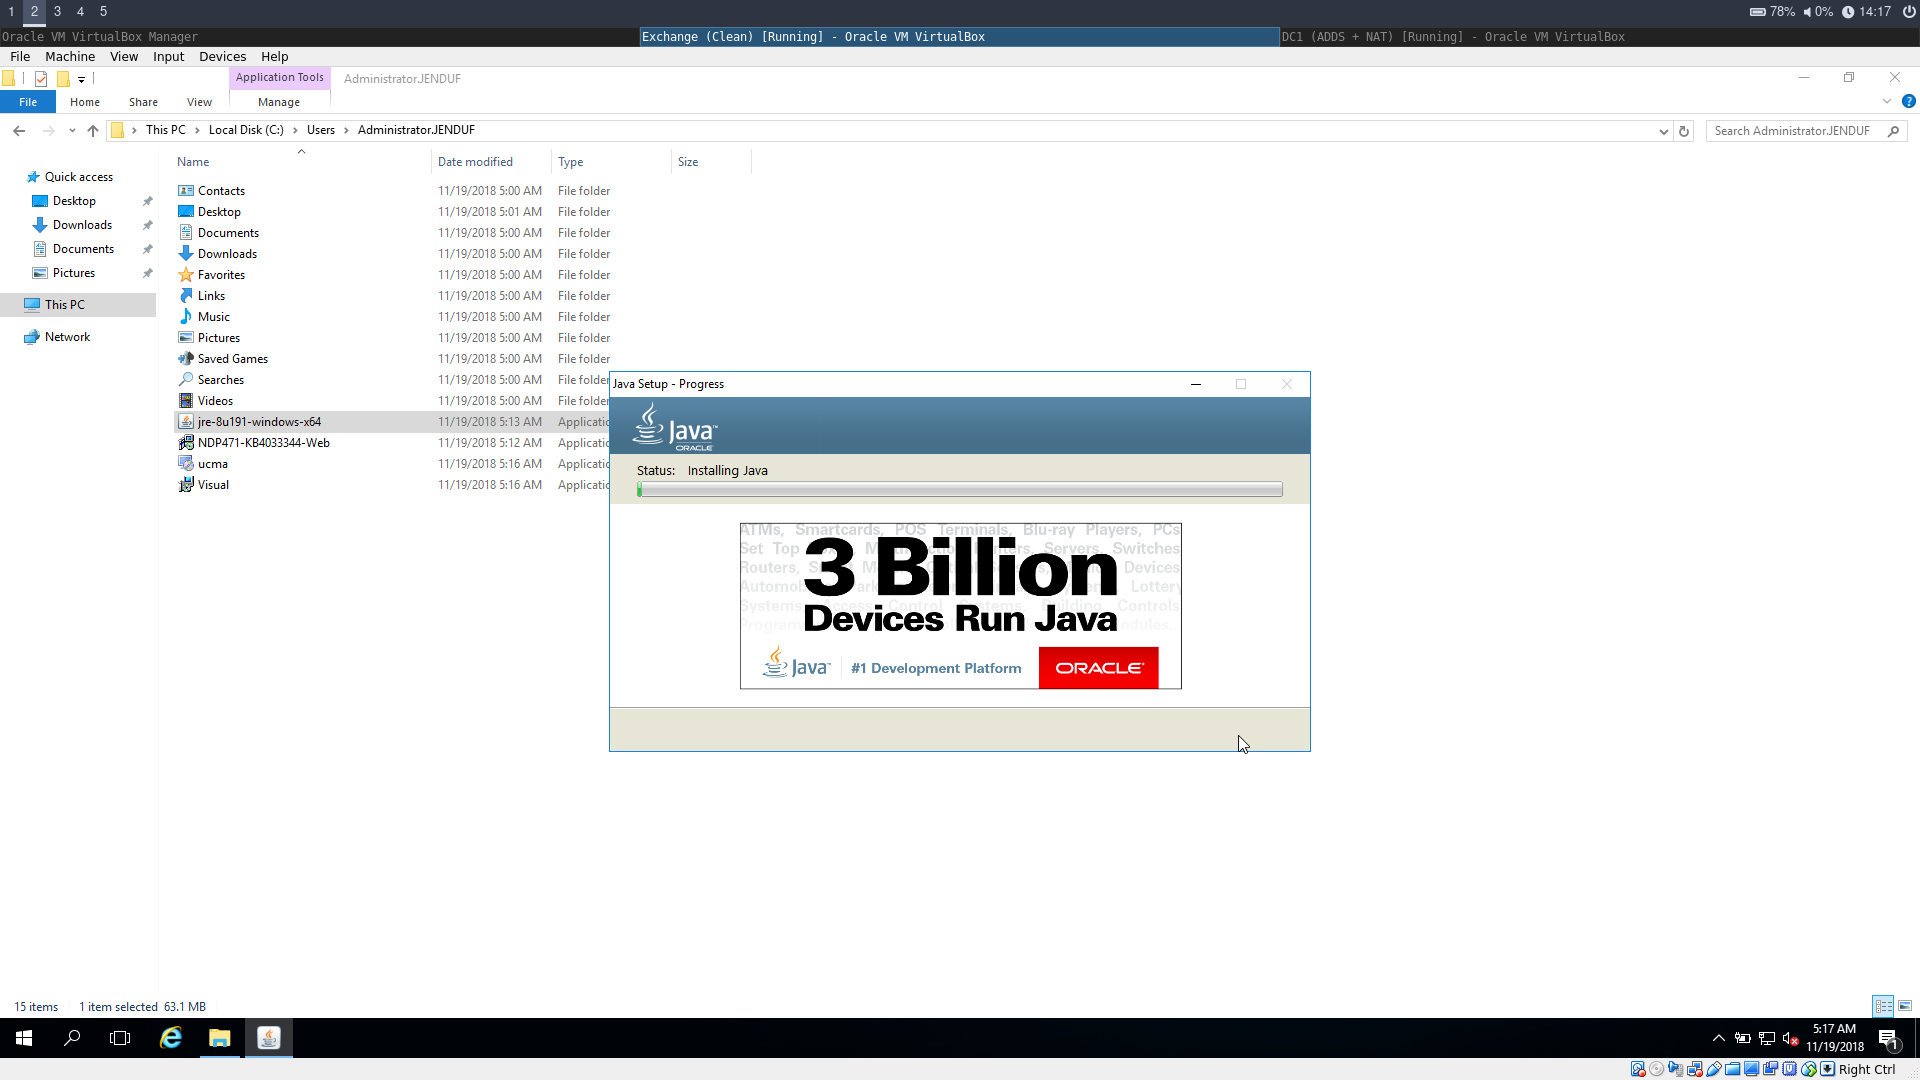 1 2 3 4 5
78% 0% 14:17
Oracle VM VirtualBox Manager
Exchange (Clean) [Running] - Oracle VM VirtualBox
DC1 (ADDS + NAT) [Running] - Oracle VM VirtualBox
File Machine View Input Devices Help
Application Tools
Administrator.JENDUF
File Home Share View Manage
This PC Local Disk (C:) Users Administrator.JENDUF
Search Administrator.JENDUF
Name Date modified Type Size
Quick access
Desktop
Downloads
Documents
Pictures
This PC
Network
Contacts 11/19/2018 5:00 AM File folder
Desktop 11/19/2018 5:01 AM File folder
Documents 11/19/2018 5:00 AM File folder
Downloads 11/19/2018 5:00 AM File folder
Favorites 11/19/2018 5:00 AM File folder
Links 11/19/2018 5:00 AM File folder
Music 11/19/2018 5:00 AM File folder
Pictures 11/19/2018 5:00 AM File folder
Saved Games 11/19/2018 5:00 AM File folder
Searches 11/19/2018 5:00 AM File folder
Videos 11/19/2018 5:00 AM File folder
jre-8u191-windows-x64 11/19/2018 5:13 AM Applicatio
NDP471-KB4033344-Web 11/19/2018 5:12 AM Applicatio
ucma 11/19/2018 5:16 AM Applicatio
Visual 11/19/2018 5:16 AM Applicatio
Java Setup - Progress
Java™
ORACLE
Status: Installing Java
ATMs, Smartcards, POS Terminals, Blu-ray Players, PCs
Set Top Servers, Switches
Routers, Devices
Lottery
Systems, Access Control Systems, Building Controls
3 Billion
Devices Run Java
Java™ #1 Development Platform ORACLE
15 items 1 item selected 63.1 MB
5:17 AM
11/19/2018
1
Right Ctrl